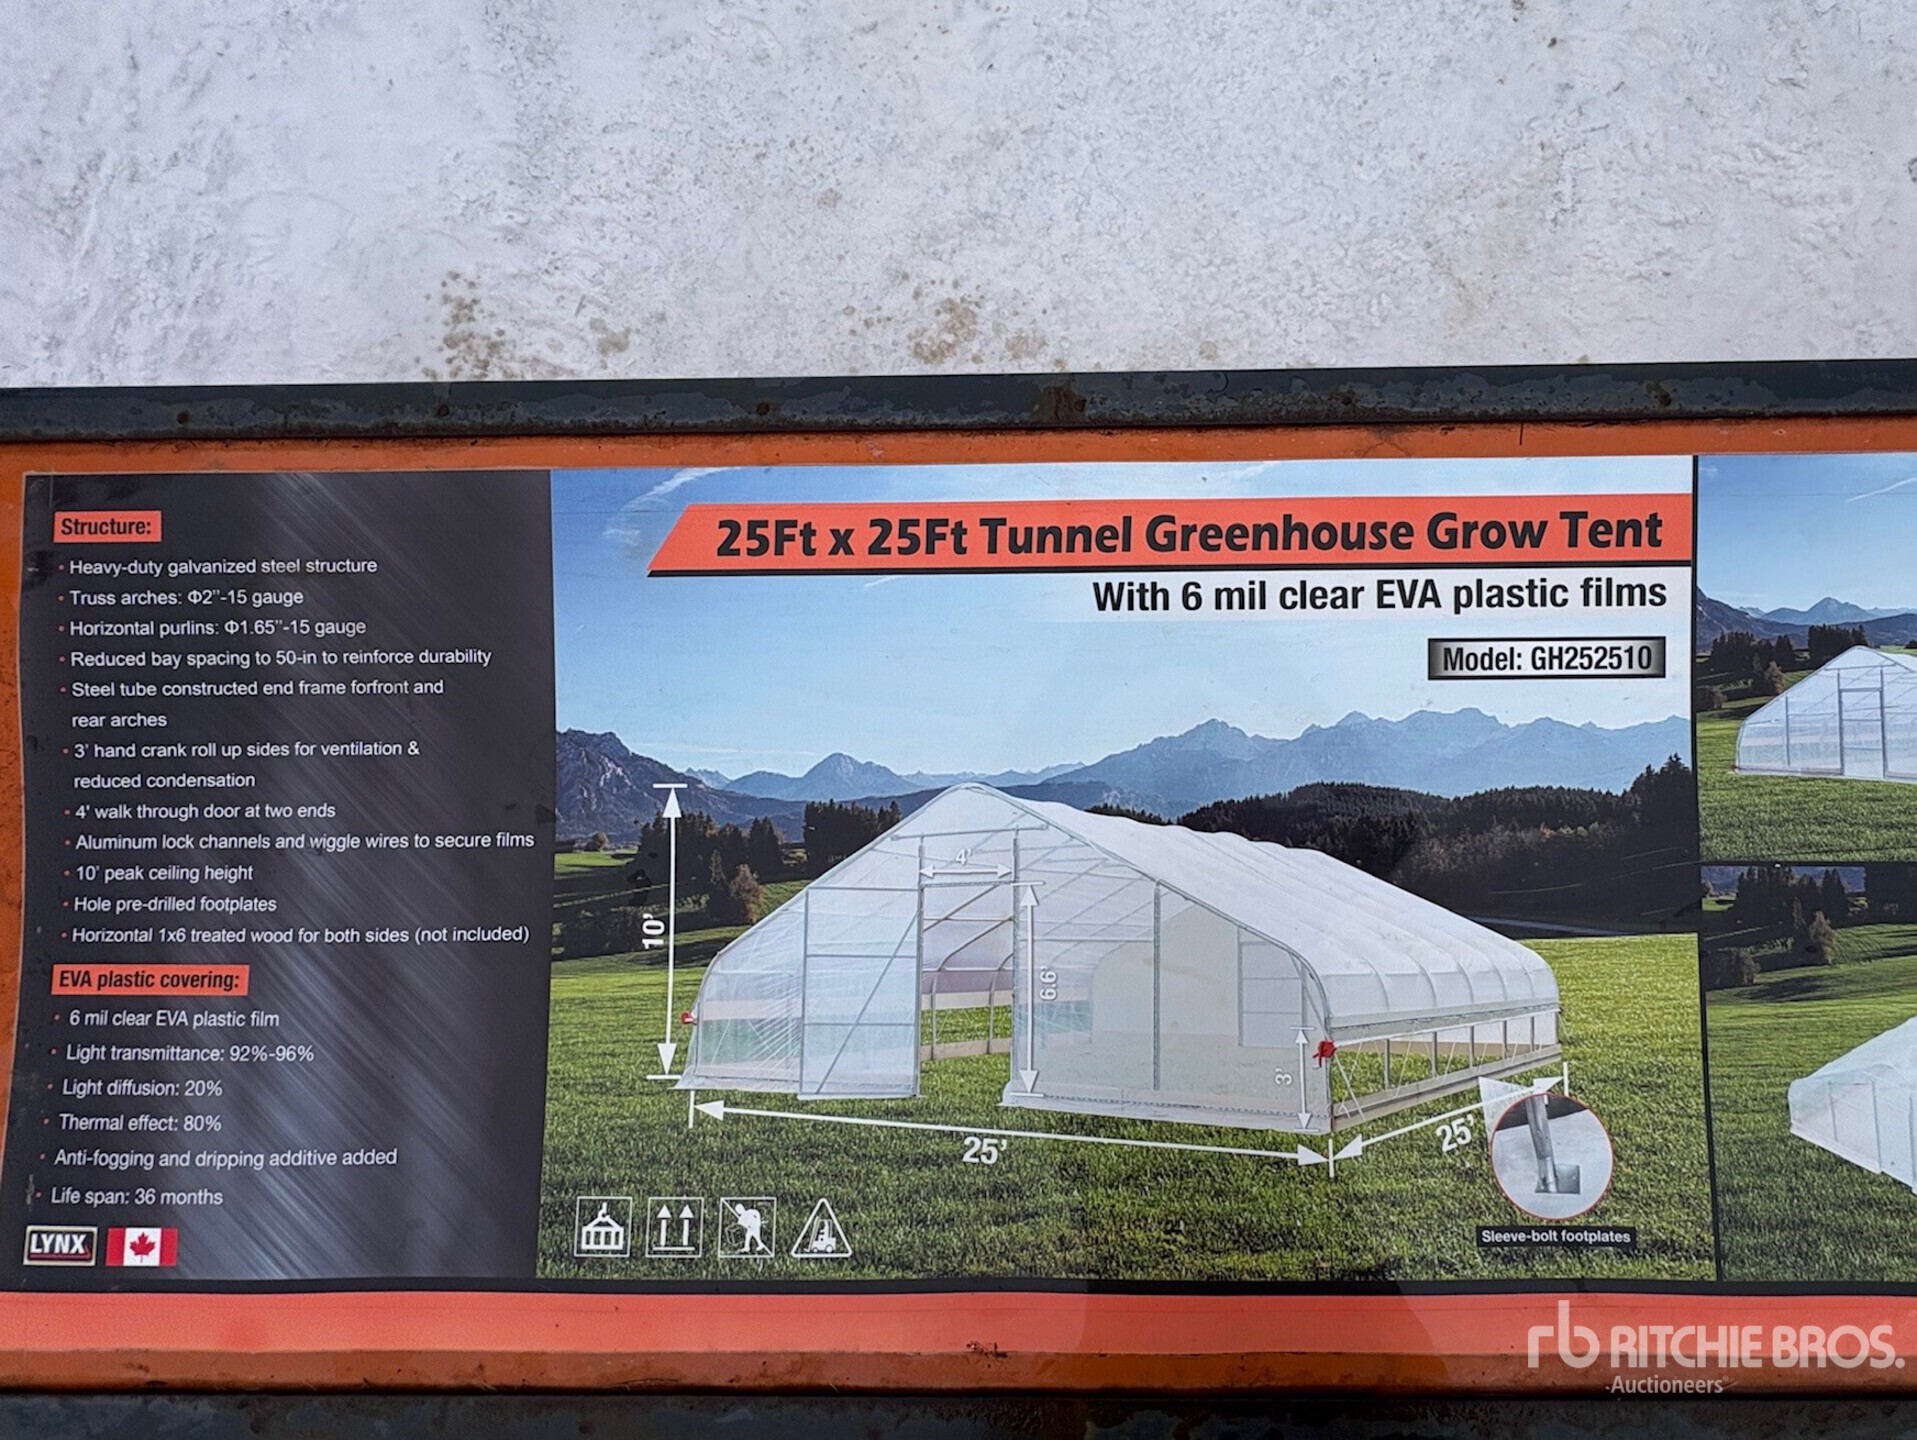 Structure:
· Heavy-duty galvanized steel structure
· Truss arches: Φ2"-15 gauge
· Horizontal purlins: Φ1.65"-15 gauge
· Reduced bay spacing to 50-in to reinforce durability
· Steel tube constructed end frame forfront and
rear arches
· 3' hand crank roll up sides for ventilation &
reduced condensation
· 4' walk through door at two ends
· Aluminum lock channels and wiggle wires to secure films
· 10' peak ceiling height
· Hole pre-drilled footplates
· Horizontal 1x6 treated wood for both sides (not included)
EVA plastic covering:
· 6 mil clear EVA plastic film
· Light transmittance: 92%-96%
· Light diffusion: 20%
· Thermal effect: 80%
· Anti-fogging and dripping additive added
· Life span: 36 months
LYNX
25Ft x 25Ft Tunnel Greenhouse Grow Tent
With 6 mil clear EVA plastic films
Model: GH252510
4'
10'
6.6'
3'
25'
25'
Sleeve-bolt footplates
rb RITCHIE BROS.
Auctioneers